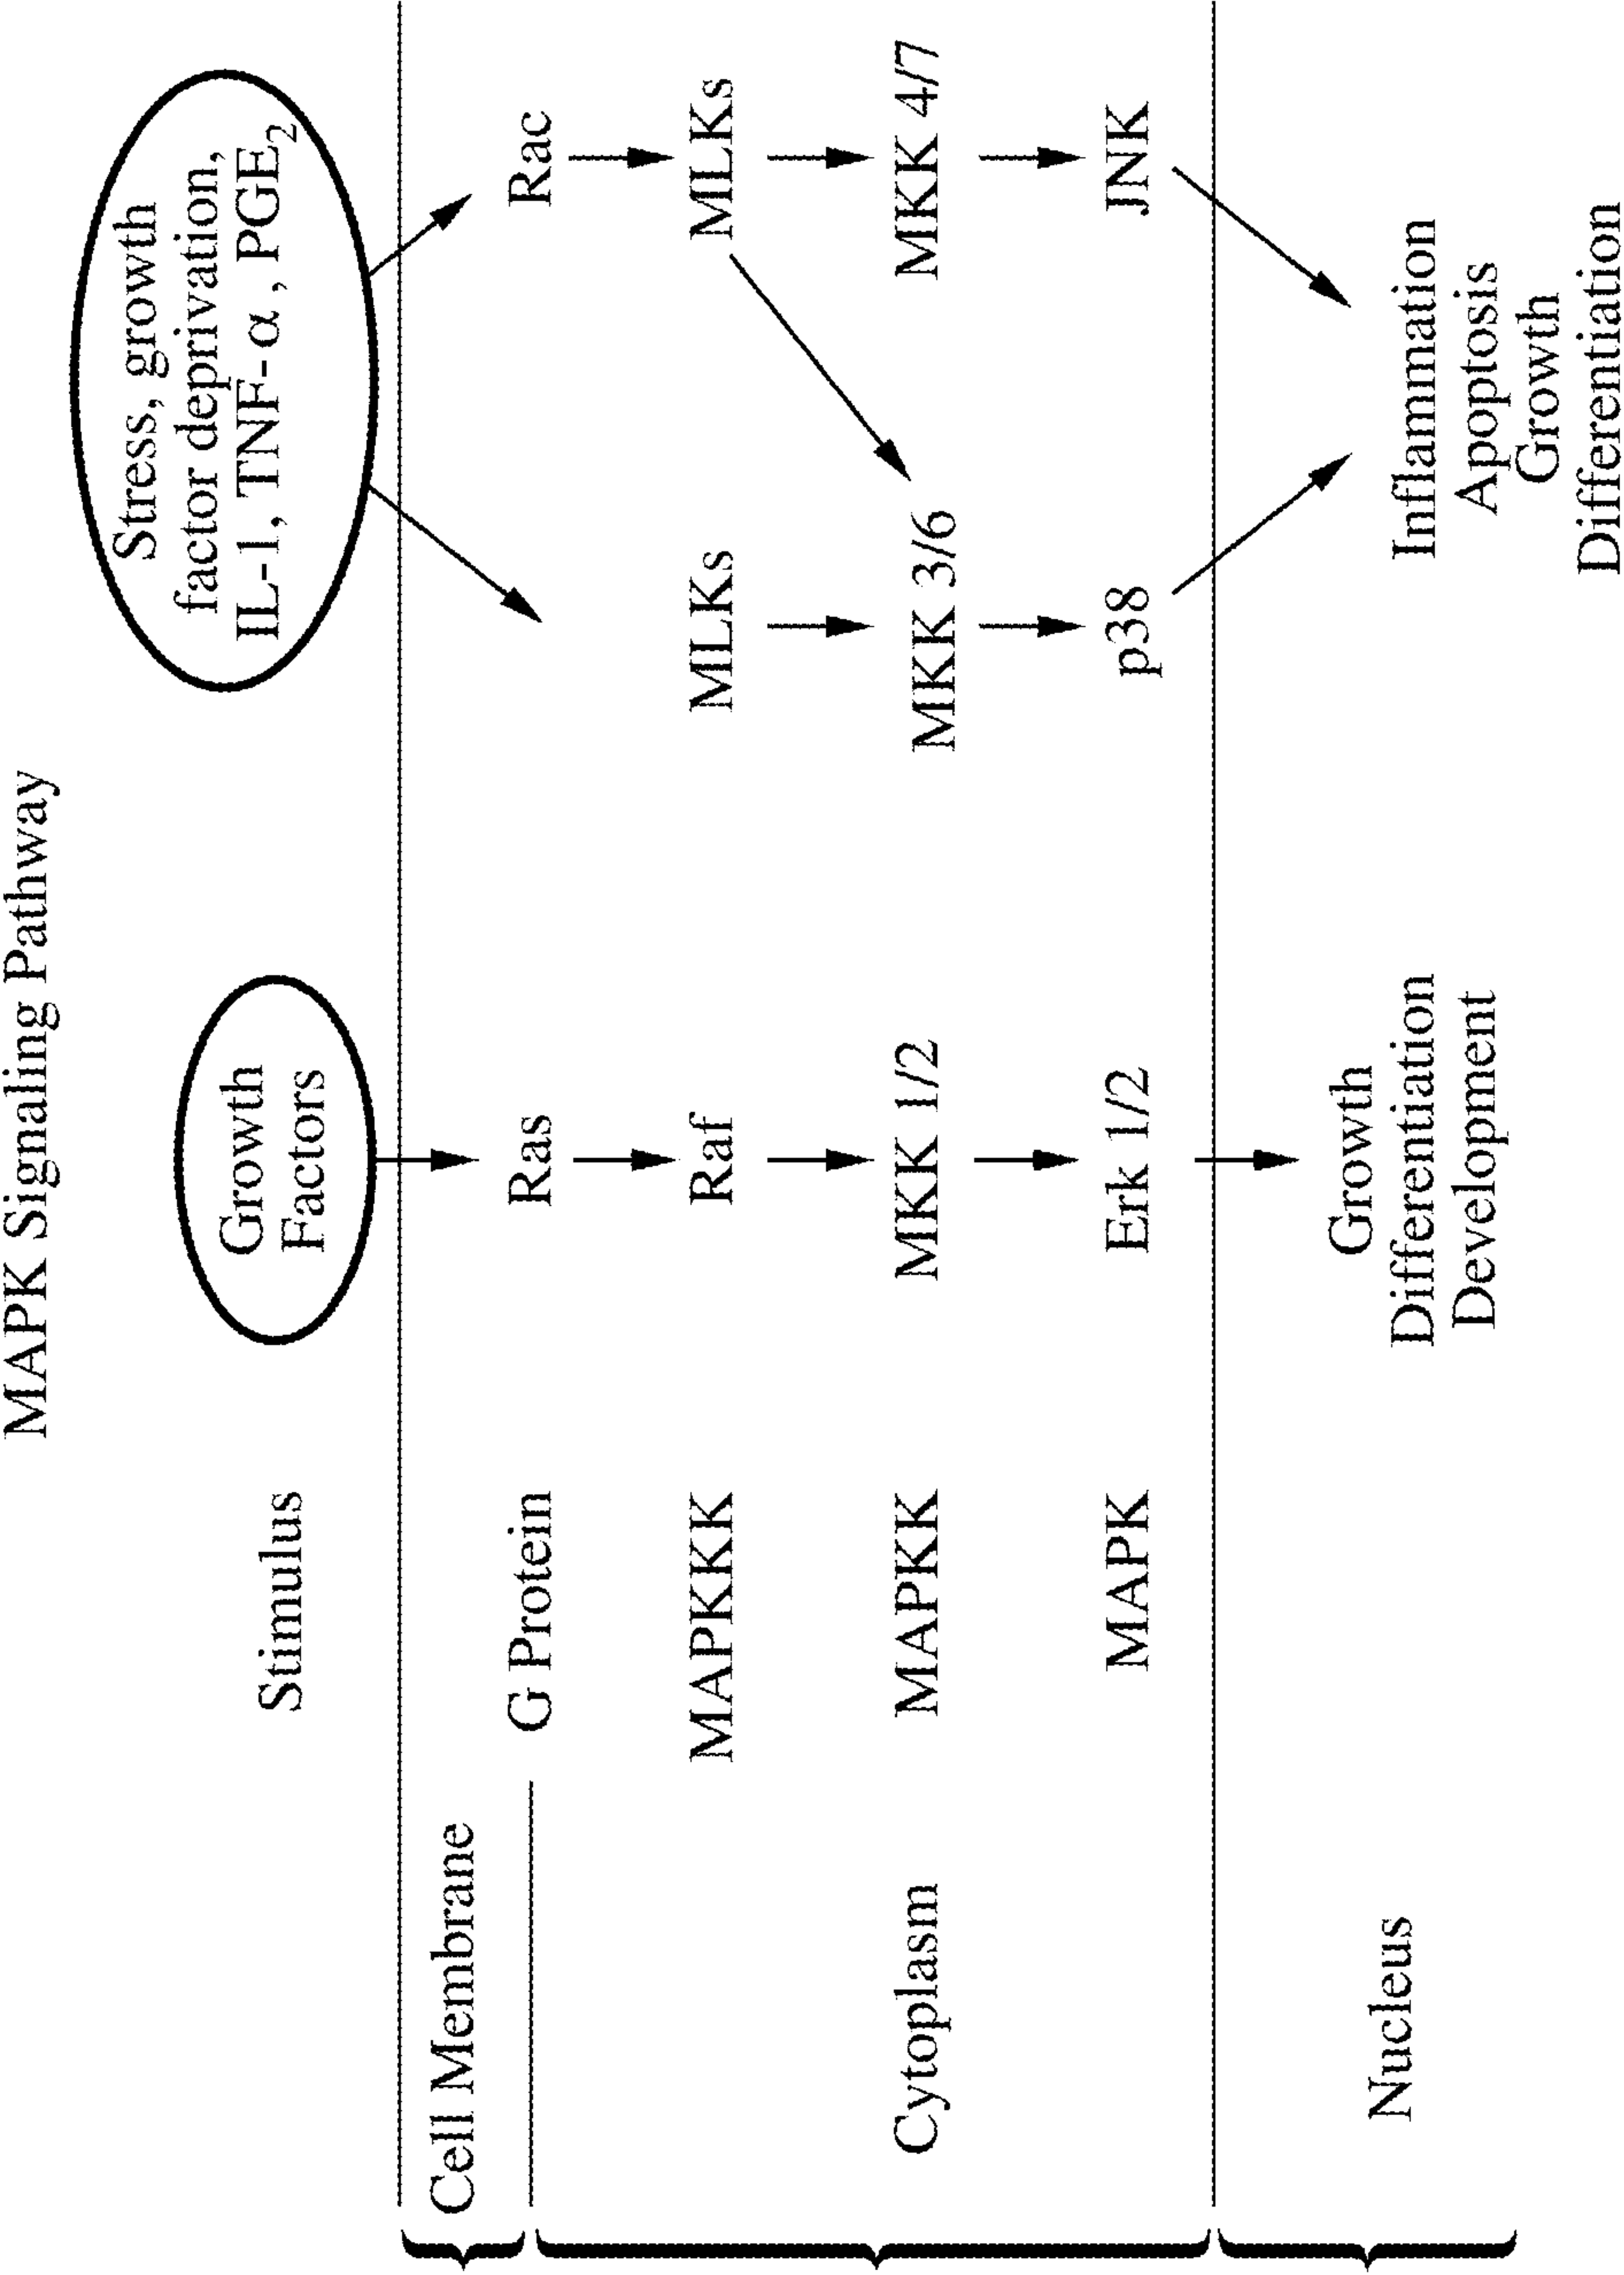 MAPK Signaling Pathway
Stimulus
Growth
Factors
Stress, growth
factor deprivation,
IL-1, TNF-α, PGE₂
Cell Membrane
G Protein
Ras
Rac
MAPKKK
Raf
MLKs
MLKs
Cytoplasm
MAPKK
MKK 1/2
MKK 3/6
MKK 4/7
MAPK
Erk 1/2
p38
JNK
Nucleus
Growth
Differentiation
Development
Inflammation
Apoptosis
Growth
Differentiation